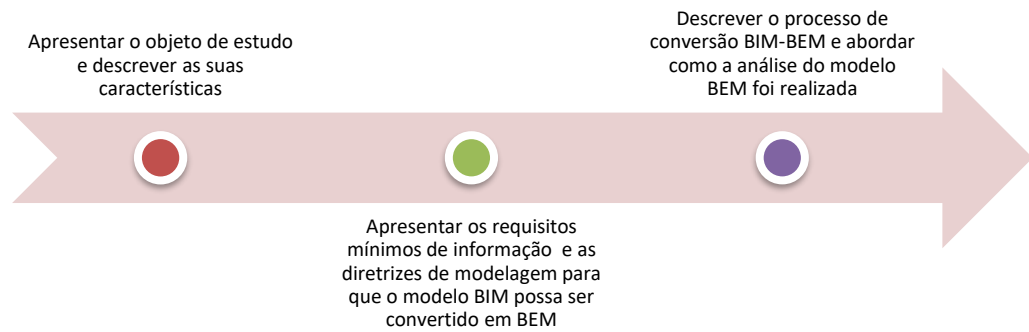 Apresentar o objeto de estudo
e descrever as suas
características
Apresentar os requisitos
mínimos de informação e as
diretrizes de modelagem para
que o modelo BIM possa ser
convertido em BEM
Descrever o processo de
conversão BIM-BEM e abordar
como a análise do modelo
BEM foi realizada